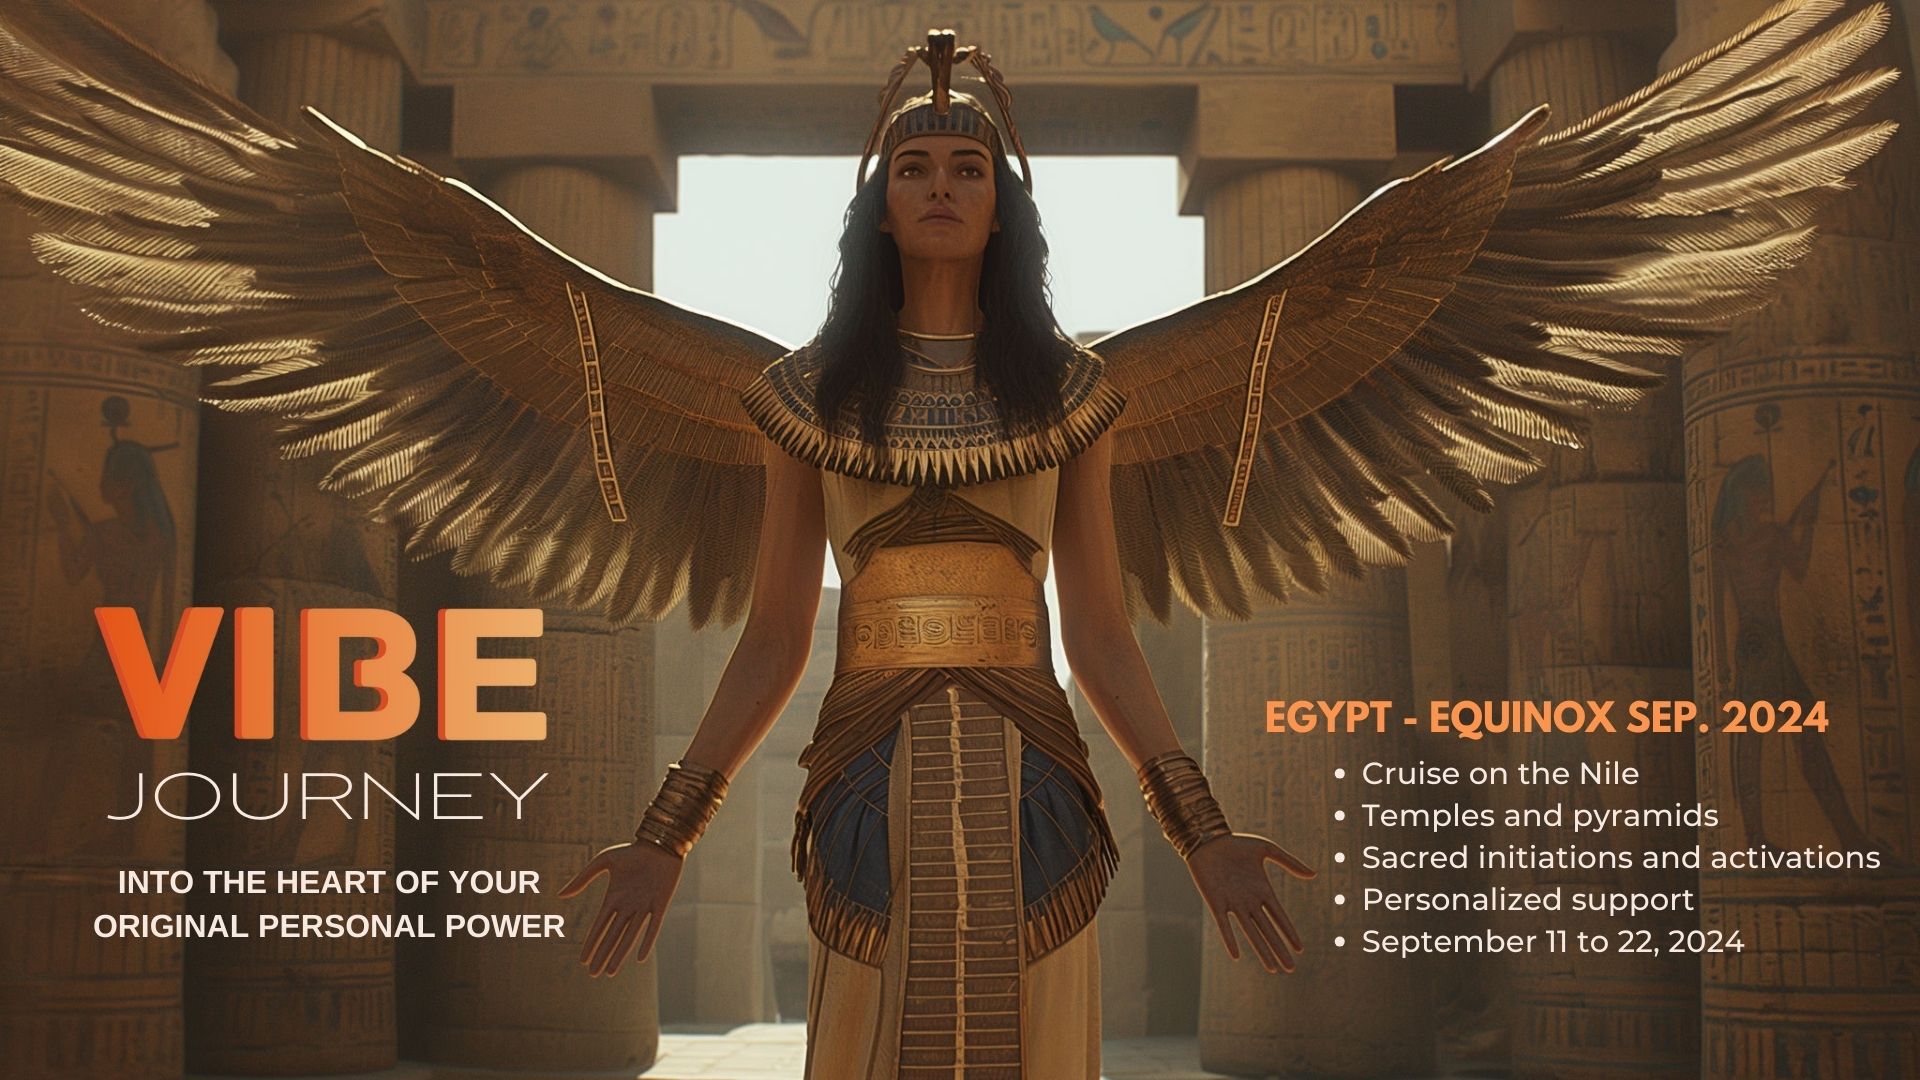 VIBE
JOURNEY
INTO THE HEART OF YOUR
ORIGINAL PERSONAL POWER
EGYPT - EQUINOX SEP. 2024
• Cruise on the Nile
• Temples and pyramids
• Sacred initiations and activations
• Personalized support
• September 11 to 22, 2024